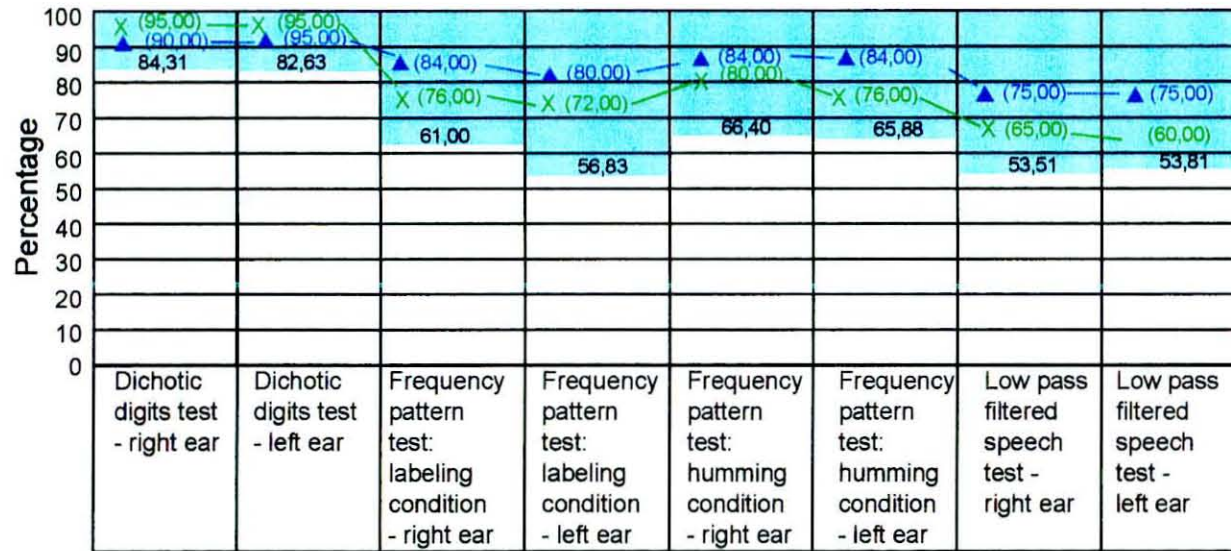 Percentage
100
90
80
70
60
50
40
30
20
10
0
(95,00) (95,00)
(90,00) (95,00) (84,00) (80,00) (84,00) (84,00) (75,00) (75,00)
(76,00) (72,00) (80,00) (76,00) (65,00) (60,00)
84,31 82,63 61,00 56,83 66,40 65,88 53,51 53,81
Dichotic
digits test
- right ear
Dichotic
digits test
- left ear
Frequency
pattern
test:
labeling
condition
- right ear
Frequency
pattern
test:
labeling
condition
- left ear
Frequency
pattern
test:
humming
condition
- right ear
Frequency
pattern
test:
humming
condition
- left ear
Low pass
filtered
speech
test -
right ear
Low pass
filtered
speech
test -
left ear